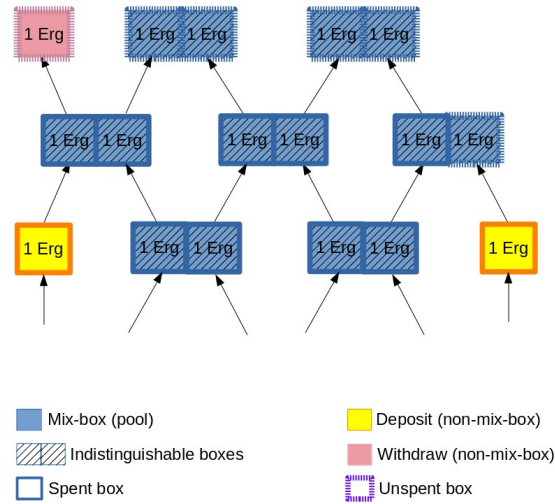 1 Erg 1 Erg 1 Erg 1 Erg 1 Erg
1 Erg 1 Erg 1 Erg 1 Erg 1 Erg 1 Erg
1 Erg 1 Erg 1 Erg 1 Erg 1 Erg 1 Erg
Mix-box (pool) Deposit (non-mix-box)
Indistinguishable boxes Withdraw (non-mix-box)
Spent box Unspent box